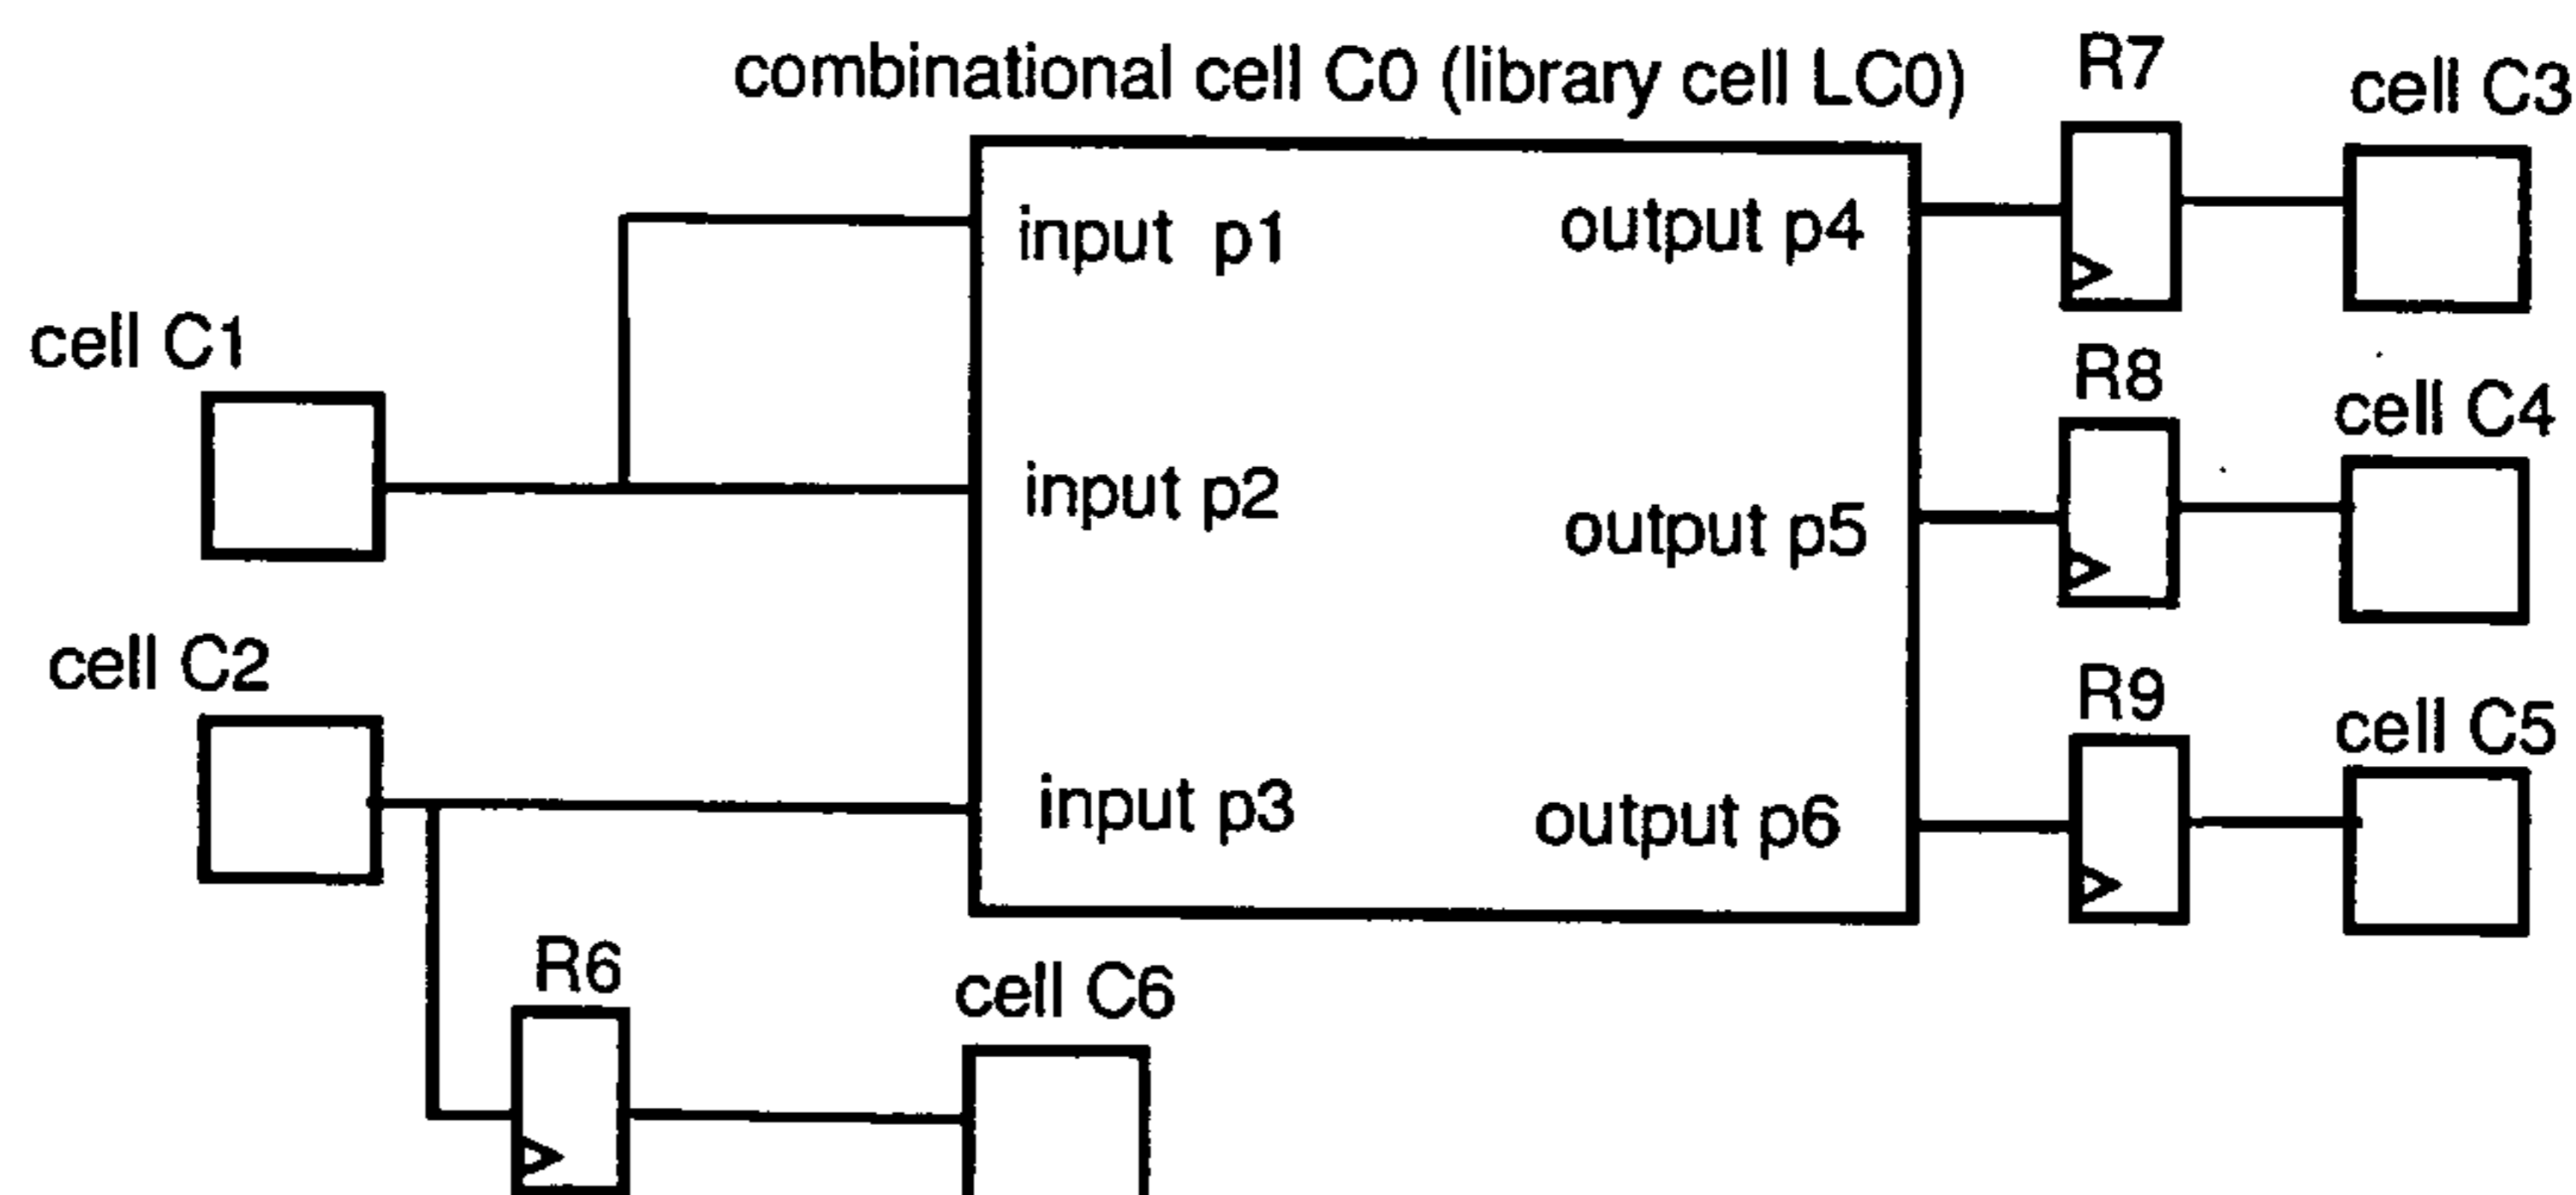 combinational cell C0 (library cell LC0)
R7
cell C3
input p1
output p4
cell C1
R8
cell C4
input p2
output p5
cell C2
R9
cell C5
input p3
output p6
R6
cell C6